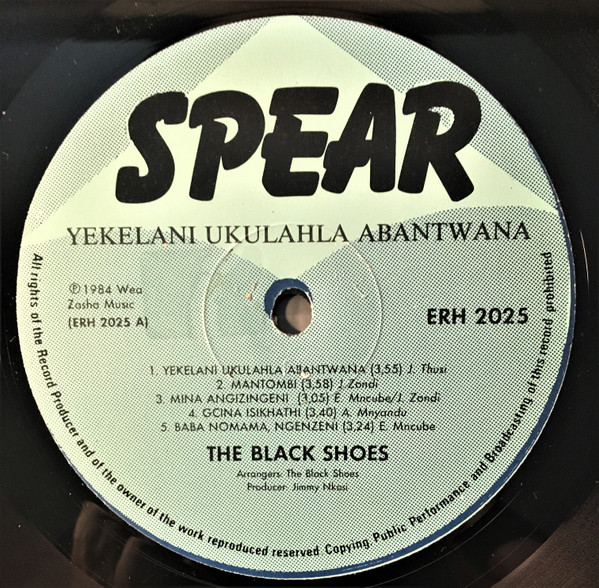 SPEAR
YEKELANI UKULAHLA ABANTWANA
℗ 1984 Wea
Zasha Music
(ERH 2025 A)
ERH 2025
1. YEKELANI UKULAHLA ABANTWANA (3,55) J. Thusi
2. MANTOMBI (3,58) J. Zondi
3. MINA ANGIZINGENI (3,05) E. Mncube/J. Zondi
4. GCINA ISIKHATHI (3,40) A. Mnyandu
5. BABA NOMAMA, NGENZENI (3,24) E. Mncube
THE BLACK SHOES
Arrangers: The Black Shoes
Producer: Jimmy Nkosi
All rights of the Record Producer and of the owner of the work reproduced reserved. Copying, Public Performance and Broadcasting of this record prohibited